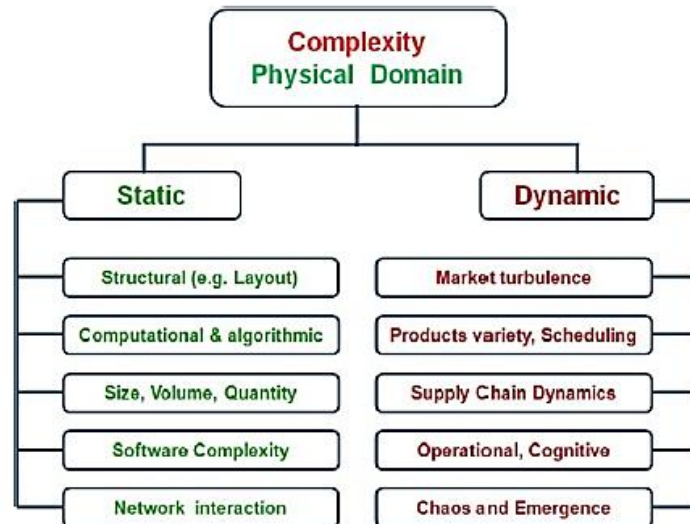 Complexity
Physical Domain
Static
Dynamic
Structural (e.g. Layout)
Market turbulence
Computational & algorithmic
Products variety, Scheduling
Size, Volume, Quantity
Supply Chain Dynamics
Software Complexity
Operational, Cognitive
Network interaction
Chaos and Emergence